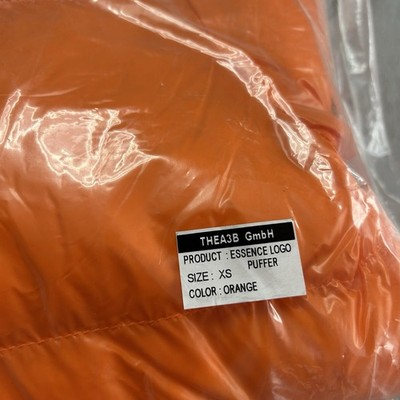 THEA3B GmbH
PRODUCT : ESSENCE LOGO
PUFFER
SIZE : XS
COLOR : ORANGE